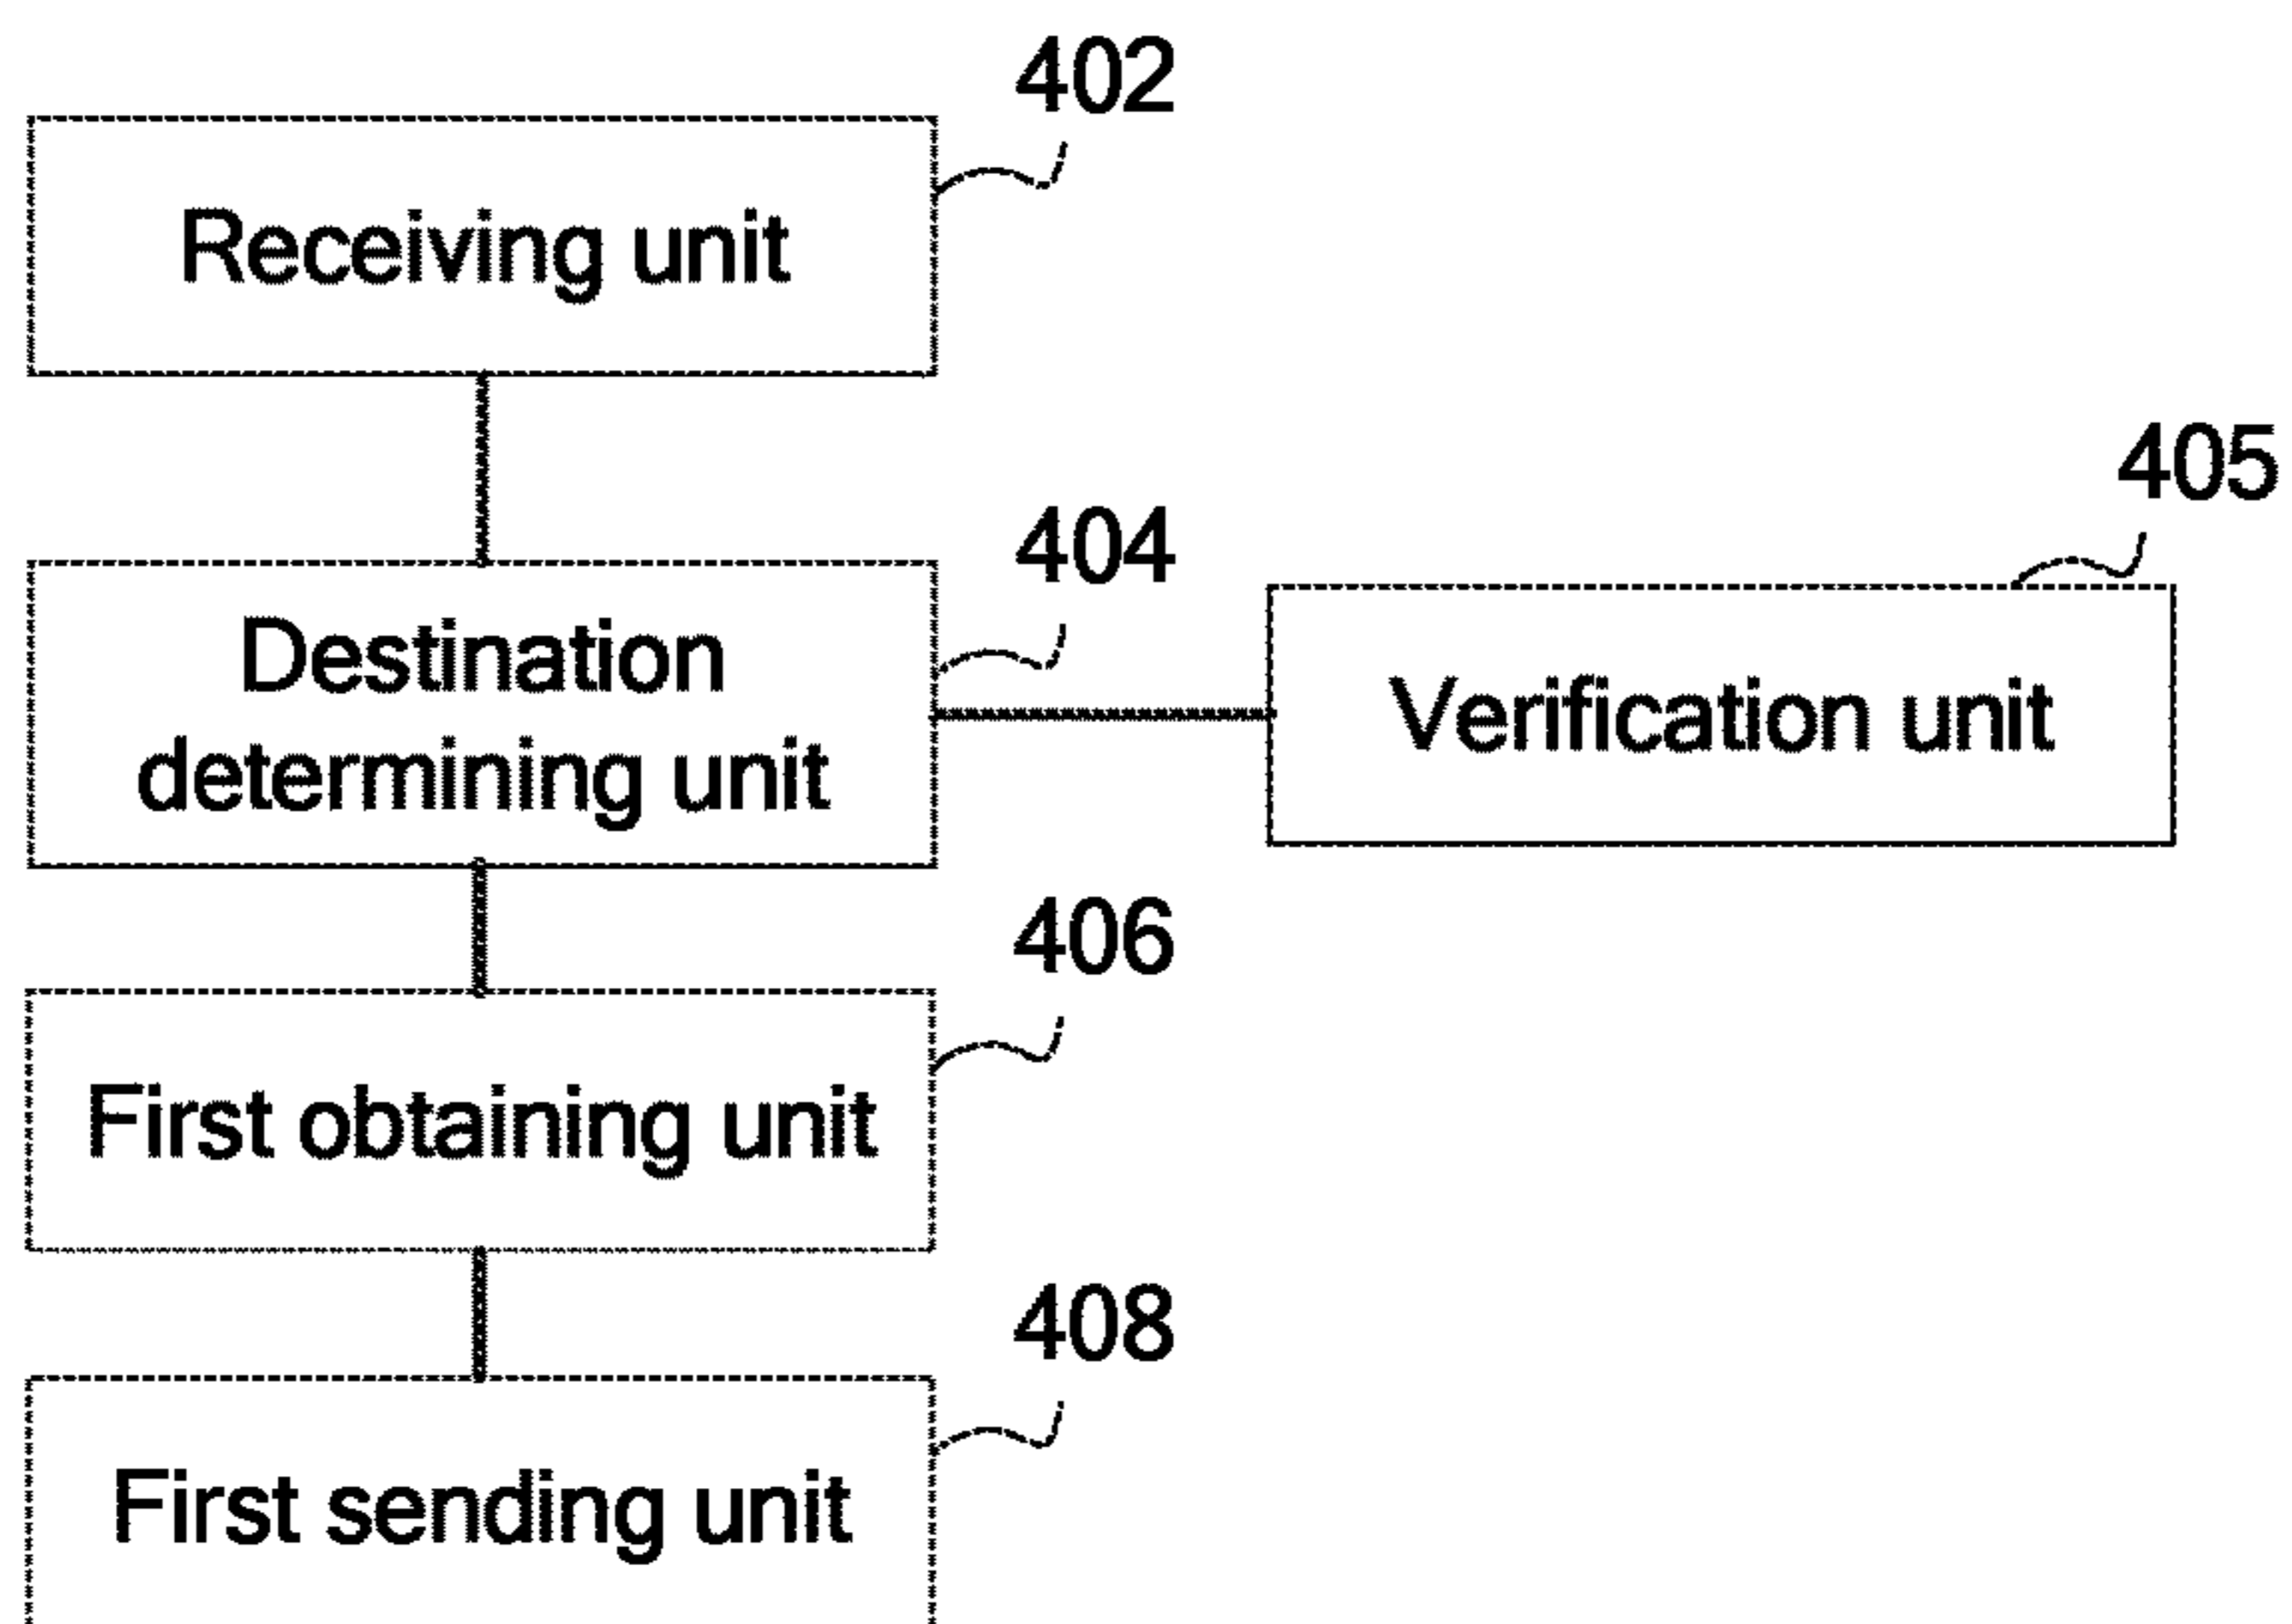 402
Receiving unit
404
405
Destination
determining unit
Verification unit
406
First obtaining unit
408
First sending unit